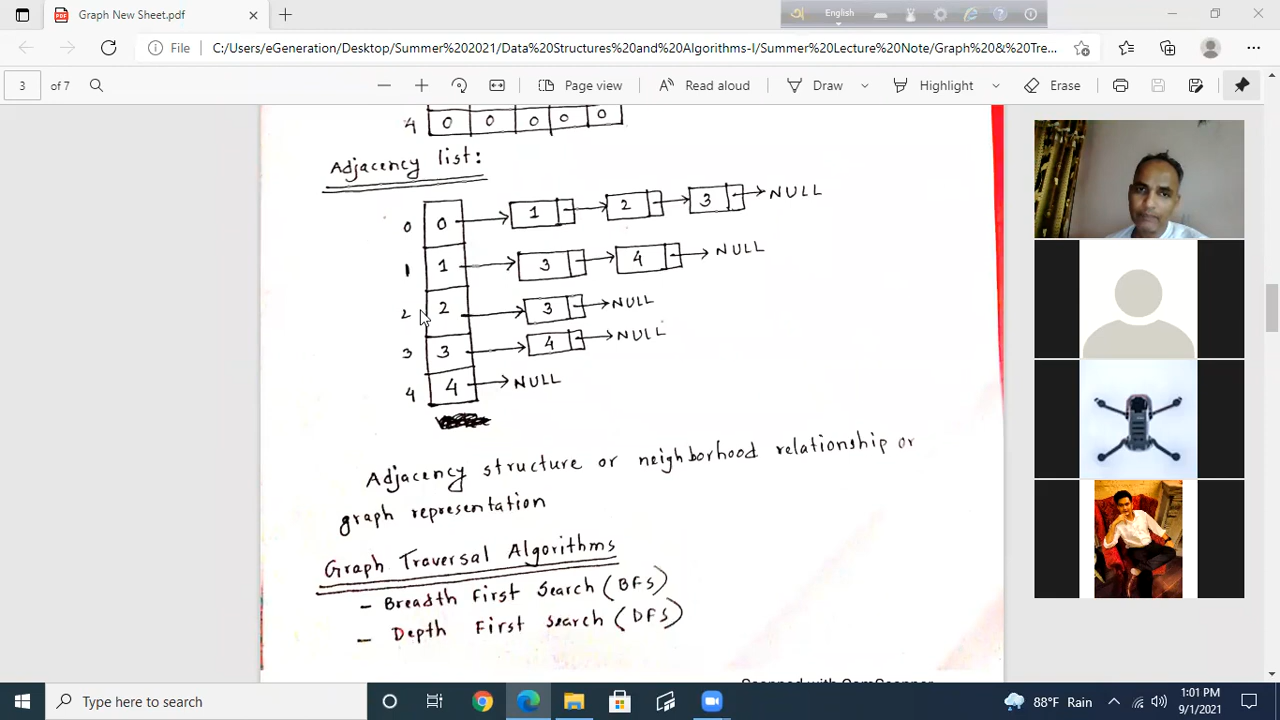 Graph New Sheet.pdf
English
File
C:/Users/eGeneration/Desktop/Summer%202021/Data%20Structures%20and%20Algorithms-I/Summer%20Lecture%20Note/Graph%20&%20Tre...
3 of 7
Page view
Read aloud
Draw
Highlight
Erase
4 0 0 0 0 0
Adjacency list:
0 0 1 2 3 NULL
1 1 3 4 NULL
2 2 3 NULL
3 3 4 NULL
4 4 NULL
Adjacency structure or neighborhood relationship or
graph representation
Graph Traversal Algorithms
- Breadth First Search (BFS)
- Depth First Search (DFS)
Scanned with CamScanner
Type here to search
88°F Rain
1:01 PM
9/1/2021